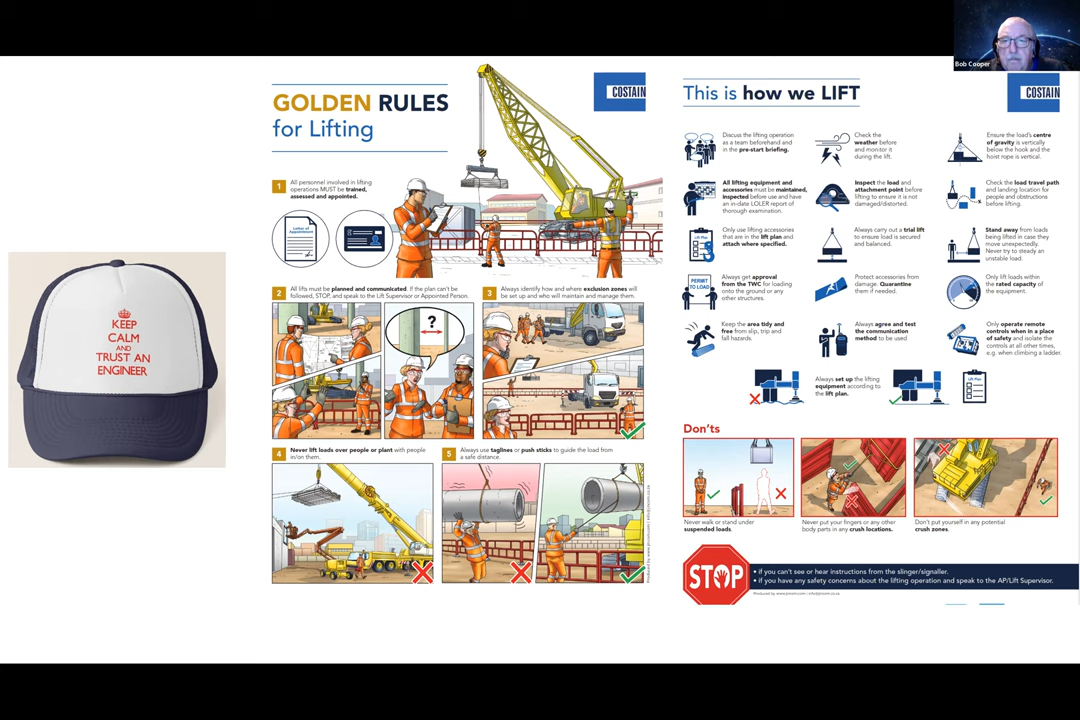 Bob Cooper
KEEP
CALM
AND
TRUST AN
ENGINEER
GOLDEN RULES
for Lifting
COSTAIN
1
All personnel involved in lifting
operations MUST be trained,
assessed and appointed.
Letter of
Appointment
2
All lifts must be planned and communicated. If the plan can't be
followed, STOP, and speak to the Lift Supervisor or Appointed Person.
?
3
Always identify how and where exclusion zones will
be set up and who will maintain and manage them.
4
Never lift loads over people or plant with people
in/on them.
5
Always use taglines or push sticks to guide the load from
a safe distance.
This is how we LIFT
COSTAIN
Discuss the lifting operation
as a team beforehand and
in the pre-start briefing.
Check the
weather before
and monitor it
during the lift.
Ensure the load's centre
of gravity is vertically
below the hook and the
hoist rope is vertical.
All lifting equipment and
accessories must be maintained,
inspected before use and have
an in-date LOLER report of
thorough examination.
Inspect the load and
attachment point before
lifting to ensure it is not
damaged/distorted.
Check the load travel path
and landing location for
people and obstructions
before lifting.
Lift Plan
Only use lifting accessories
that are in the lift plan and
attach where specified.
Always carry out a trial lift
to ensure load is secured
and balanced.
Stand away from loads
being lifted in case they
move unexpectedly.
Never try to steady an
unstable load.
PERMIT
TO LOAD
Always get approval
from the TWC for loading
onto the ground or any
other structures.
Protect accessories from
damage. Quarantine
them if needed.
Only lift loads within
the rated capacity of
the equipment.
Keep the area tidy and
free from slip, trip and
fall hazards.
Always agree and test
the communication
method to be used
Only operate remote
controls when in a place
of safety and isolate the
controls at all other times,
e.g. when climbing a ladder.
Always set up the lifting
equipment according to
the lift plan.
Lift Plan
Don'ts
Never walk or stand under
suspended loads.
Never put your fingers or any other
body parts in any crush locations.
Don't put yourself in any potential
crush zones.
STOP
• if you can't see or hear instructions from the slinger/signaller.
• if you have any safety concerns about the lifting operation and speak to the AP/Lift Supervisor.